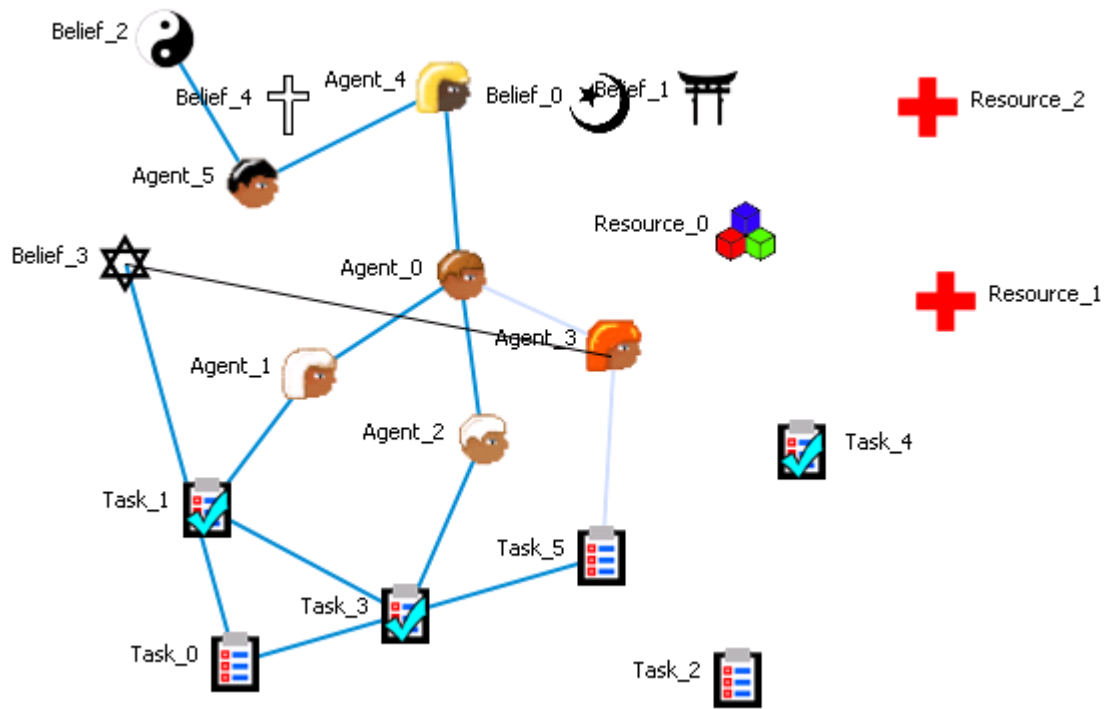 Belief_2
Agent_4
Belief_4
Belief_0
Belief_1
Resource_2
Agent_5
Resource_0
Belief_3
Agent_0
Resource_1
Agent_3
Agent_1
Agent_2
Task_4
Task_1
Task_5
Task_3
Task_0
Task_2